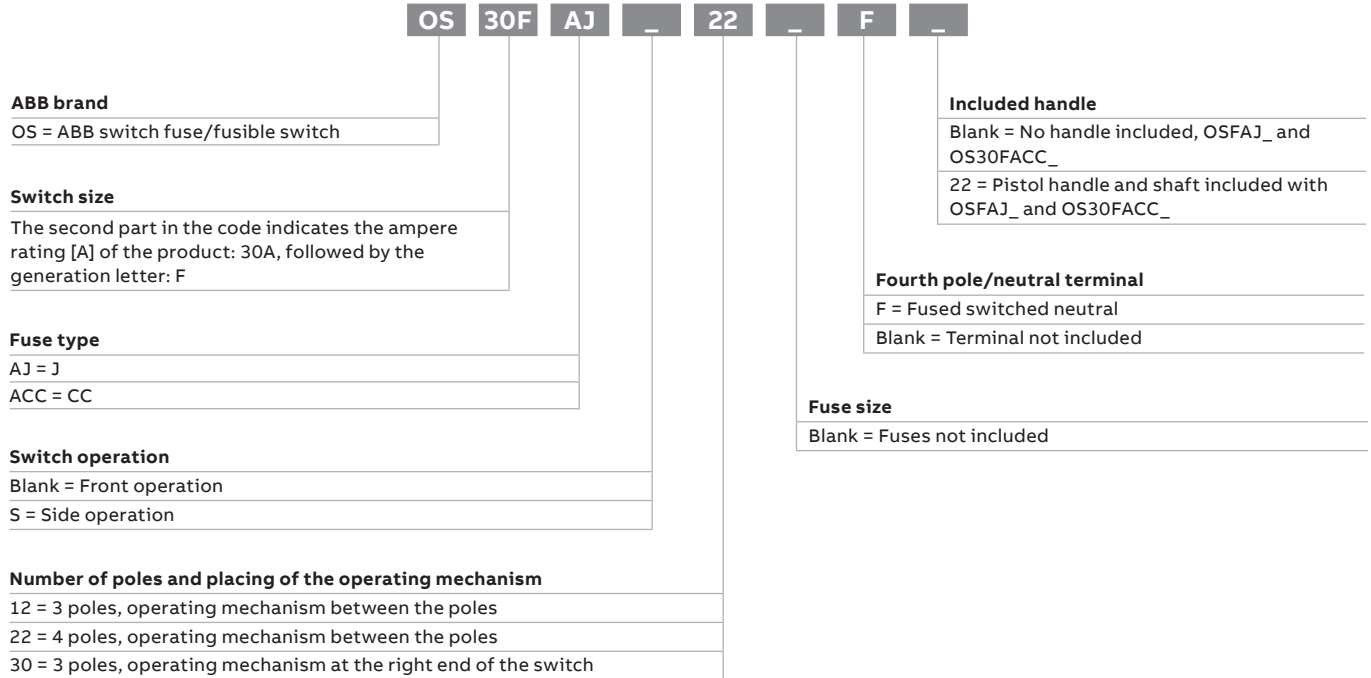 OS 30F AJ _ 22 _ F _
ABB brand
OS = ABB switch fuse/fusible switch
Switch size
The second part in the code indicates the ampere
rating [A] of the product: 30A, followed by the
generation letter: F
Fuse type
AJ = J
ACC = CC
Switch operation
Blank = Front operation
S = Side operation
Number of poles and placing of the operating mechanism
12 = 3 poles, operating mechanism between the poles
22 = 4 poles, operating mechanism between the poles
30 = 3 poles, operating mechanism at the right end of the switch
Included handle
Blank = No handle included, OSFAJ_ and
OS30FACC_
22 = Pistol handle and shaft included with
OSFAJ_ and OS30FACC_
Fourth pole/neutral terminal
F = Fused switched neutral
Blank = Terminal not included
Fuse size
Blank = Fuses not included